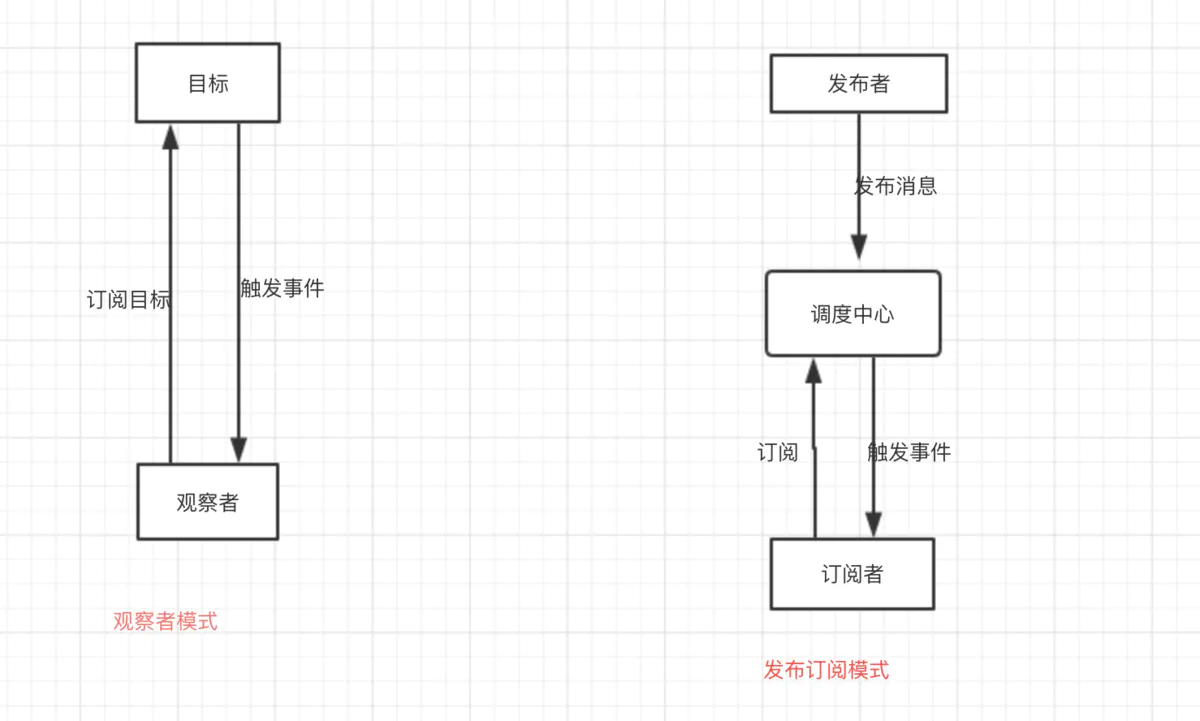 目标
订阅目标
触发事件
观察者
观察者模式
发布者
发布消息
调度中心
订阅
触发事件
订阅者
发布订阅模式